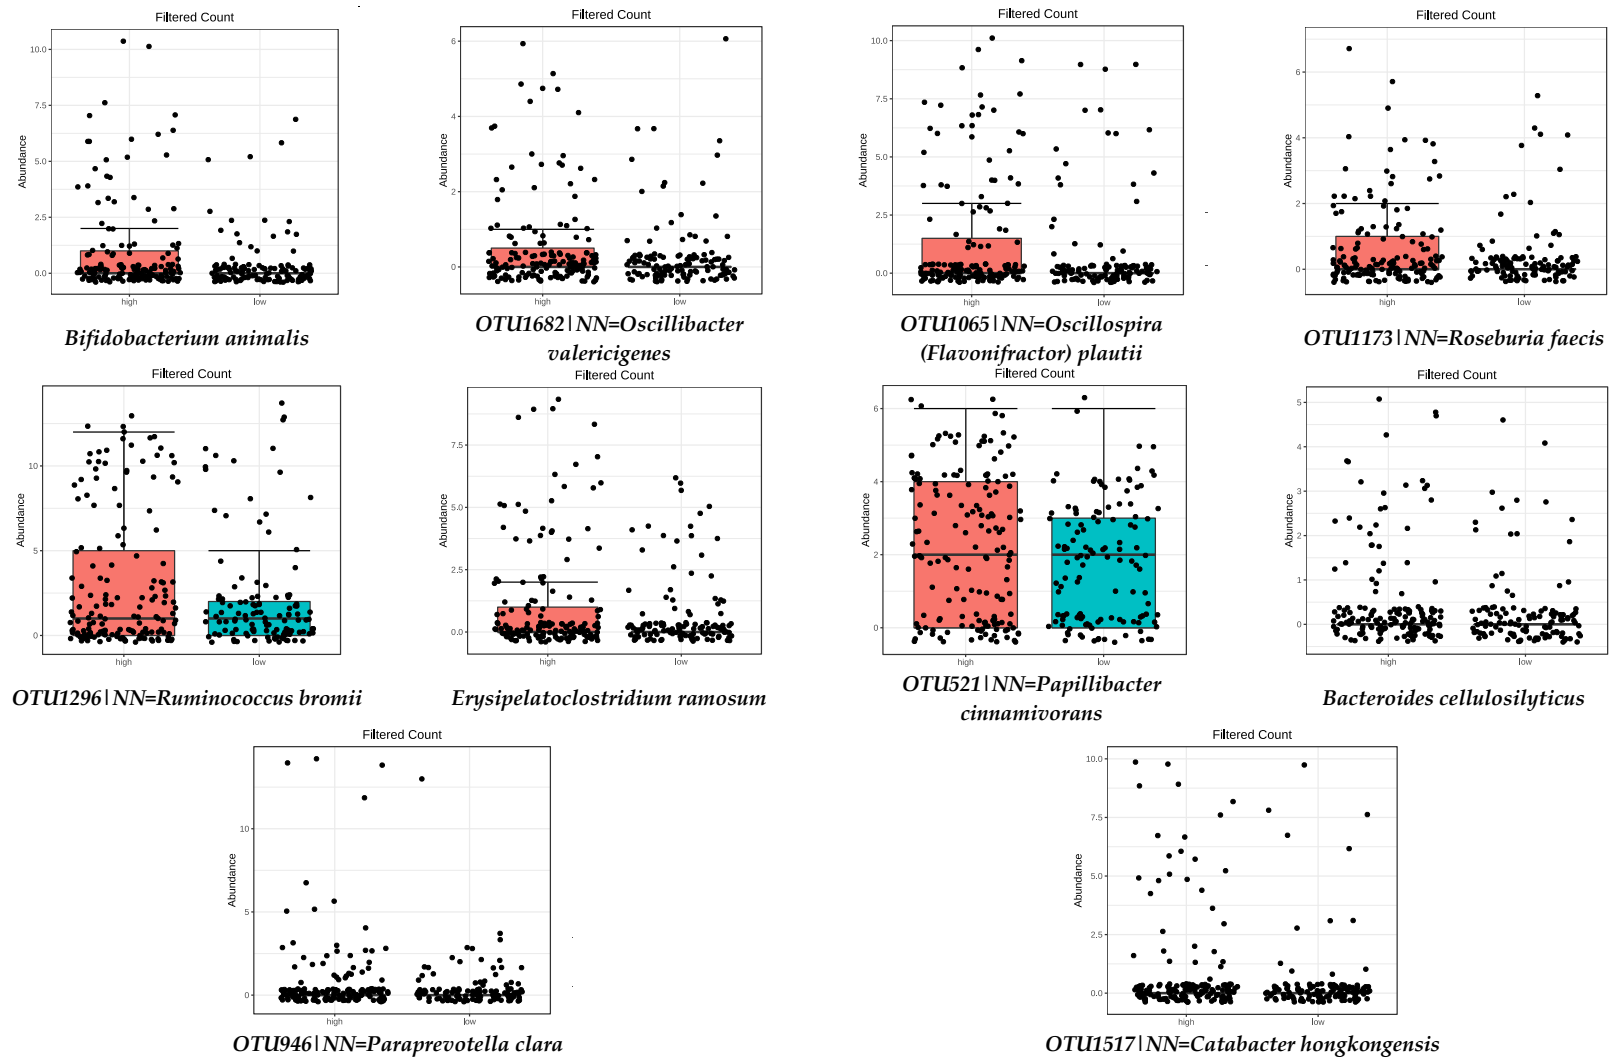 Filtered Count
Abundance
10.0
7.5
5.0
2.5
0.0
high
low
Bifidobacterium animalis
Filtered Count
Abundance
6
4
2
0
high
low
OTU1682|NN=Oscillibacter
valericigenes
Filtered Count
Abundance
10.0
7.5
5.0
2.5
0.0
high
low
OTU1065|NN=Oscillospira
(Flavonifractor) plautii
Filtered Count
Abundance
6
4
2
0
high
low
OTU1173|NN=Roseburia faecis
Filtered Count
Abundance
10
5
0
high
low
OTU1296|NN=Ruminococcus bromii
Filtered Count
Abundance
7.5
5.0
2.5
0.0
high
low
Erysipelatoclostridium ramosum
Filtered Count
Abundance
6
4
2
0
high
low
OTU521|NN=Papillibacter
cinnamivorans
Filtered Count
Abundance
5
4
3
2
1
0
high
low
Bacteroides cellulosilyticus
Filtered Count
Abundance
10
5
0
high
low
OTU946|NN=Paraprevotella clara
Filtered Count
Abundance
10.0
7.5
5.0
2.5
0.0
high
low
OTU1517|NN=Catabacter hongkongensis